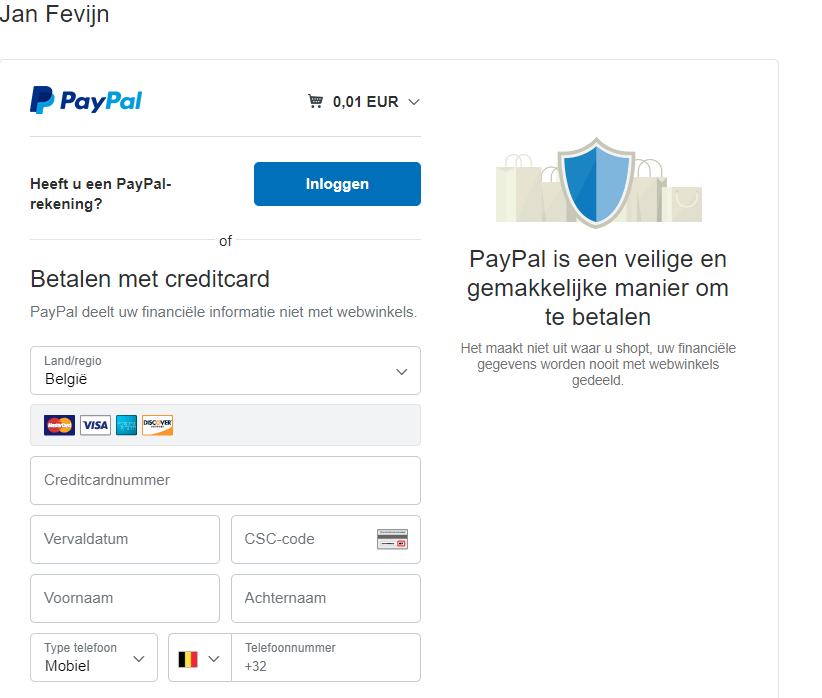 Jan Fevijn
PayPal
0,01 EUR
Heeft u een PayPal-
rekening?
Inloggen
of
Betalen met creditcard
PayPal deelt uw financiële informatie niet met webwinkels.
Land/regio
België
MasterCard VISA DISCOVER
Creditcardnummer
Vervaldatum
CSC-code
Voornaam
Achternaam
Type telefoon
Mobiel
Telefoonnummer
+32
PayPal is een veilige en
gemakkelijke manier om
te betalen
Het maakt niet uit waar u shopt, uw financiële
gegevens worden nooit met webwinkels
gedeeld.